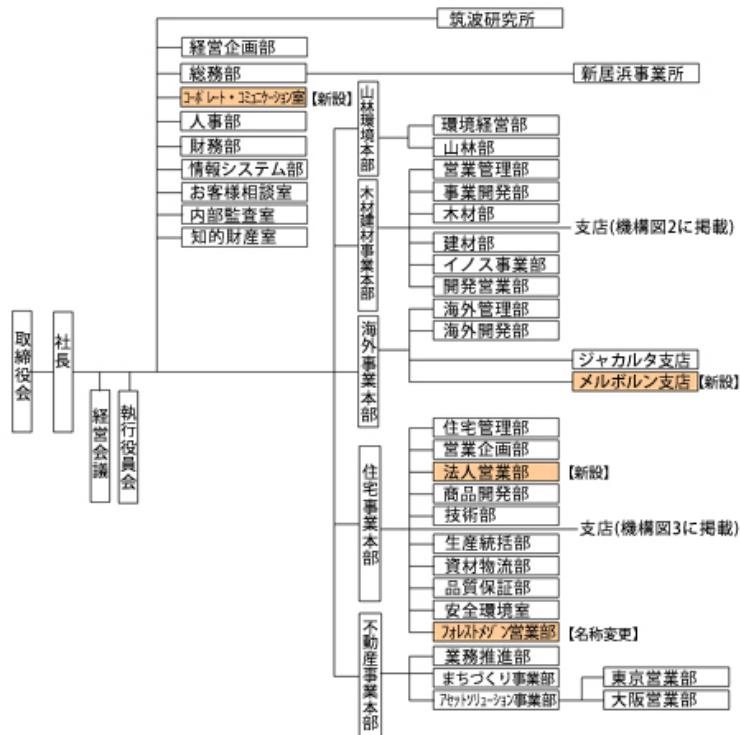 筑波研究所
経営企画部
総務部
新居浜事業所
コーポレート・コミュニケーション室【新設】
人事部
財務部
情報システム部
お客様相談室
内部監査室
知的財産室
取締役会
社長
経営会議
執行役員会
山林環境本部
環境経営部
山林部
木材建材事業本部
営業管理部
事業開発部
木材部
支店(機構図2に掲載)
建材部
イノス事業部
開発営業部
海外事業本部
海外管理部
海外開発部
ジャカルタ支店
メルボルン支店【新設】
住宅事業本部
住宅管理部
営業企画部
法人営業部【新設】
商品開発部
技術部
支店(機構図3に掲載)
生産統括部
資材物流部
品質保証部
安全環境室
フォレストメゾン営業部【名称変更】
不動産事業本部
業務推進部
まちづくり事業部
アセットソリューション事業部
東京営業部
大阪営業部